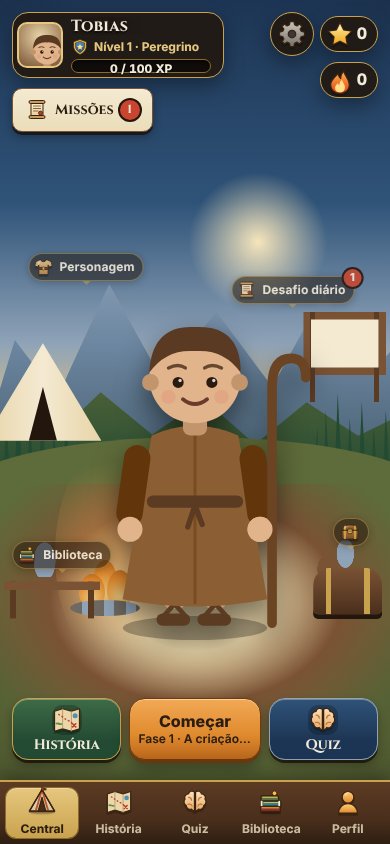 TOBIAS
Nível 1 · Peregrino
0 / 100 XP
0
0
MISSÕES
1
Personagem
Desafio diário
1
Biblioteca
HISTÓRIA
Começar
Fase 1 · A criação...
QUIZ
Central
História
Quiz
Biblioteca
Perfil